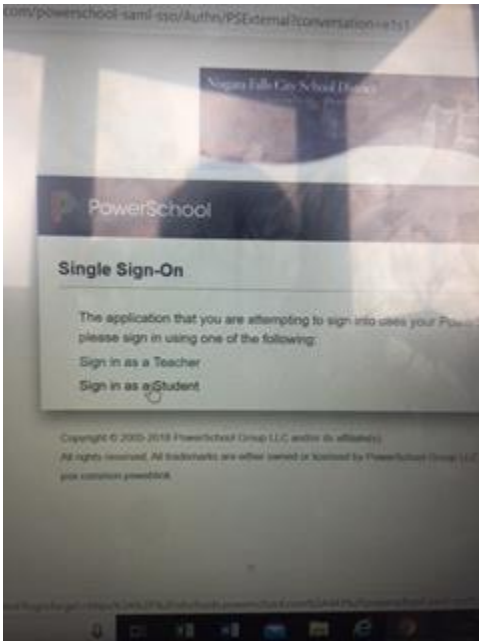 com/powerschool-saml-sso/Authn/PSExternal?conversation=e1s1
Niagara Falls City School District
PowerSchool
Single Sign-On
The application that you are attempting to sign into uses your
please sign in using one of the following:
Sign in as a Teacher
Sign in as a Student
Copyright © 2005-2018 PowerSchool Group LLC and/or its affiliate(s).
All rights reserved. All trademarks are either owned or licensed by PowerSchool Group LLC